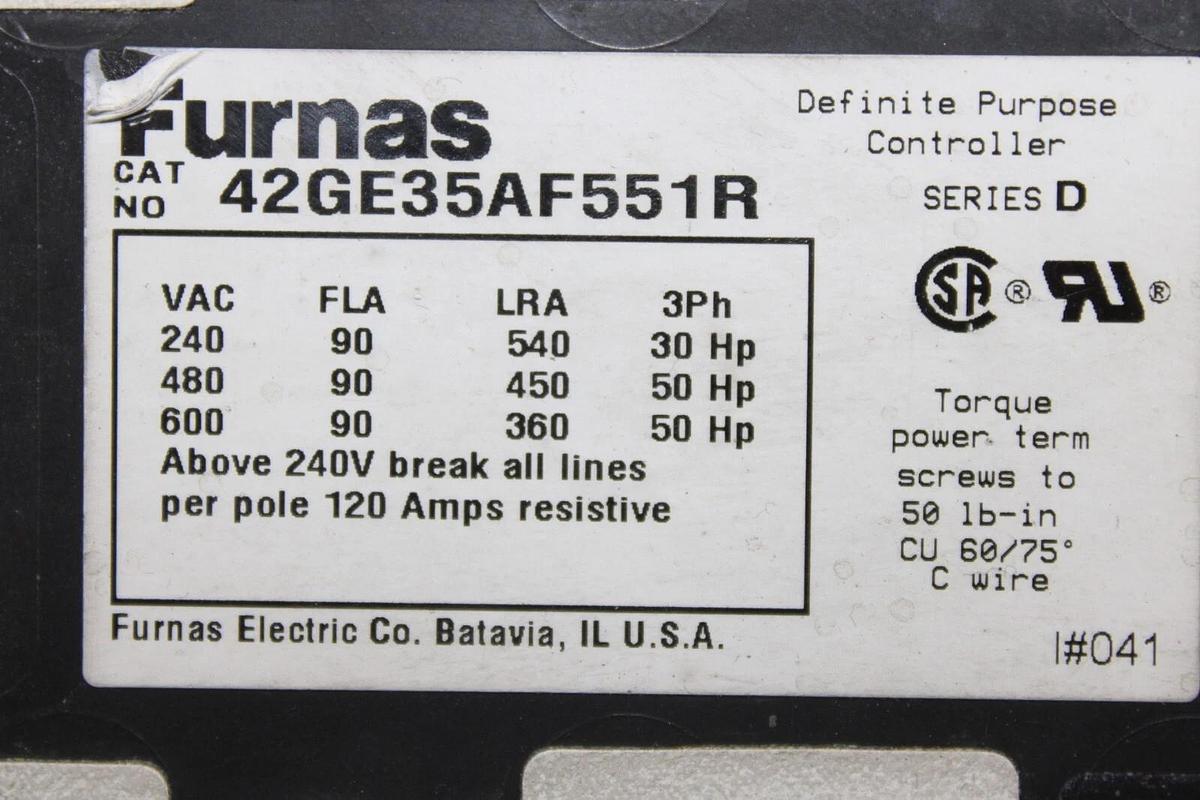 Furnas
CAT
NO 42GE35AF551R
VAC FLA LRA 3Ph
240 90 540 30 Hp
480 90 450 50 Hp
600 90 360 50 Hp
Above 240V break all lines
per pole 120 Amps resistive
Furnas Electric Co. Batavia, IL U.S.A.
Definite Purpose
Controller
SERIES D
SA ® RU ®
Torque
power term
screws to
50 lb-in
CU 60/75°
C wire
I#041